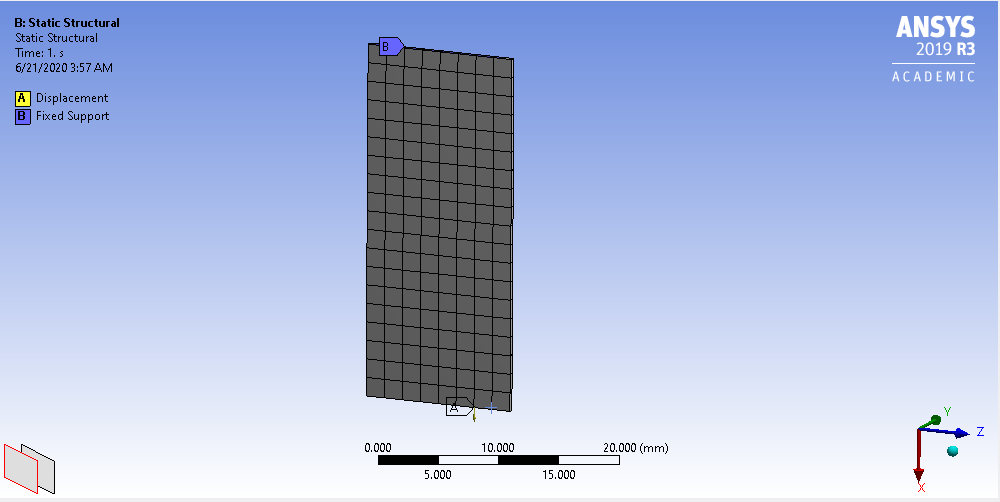 B: Static Structural
Static Structural
Time: 1. s
6/21/2020 3:57 AM
A Displacement
B Fixed Support
ANSYS
2019 R3
ACADEMIC
B
A
0.000 10.000 20.000 (mm)
5.000 15.000
Y
Z
X